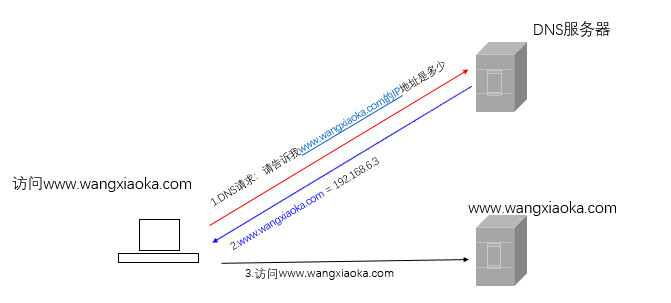 DNS服务器
1.DNS请求：请告诉我www.wangxiaoka.com的IP地址是多少
访问www.wangxiaoka.com
2.www.wangxiaoka.com = 192.168.6.3
www.wangxiaoka.com
3.访问www.wangxiaoka.com